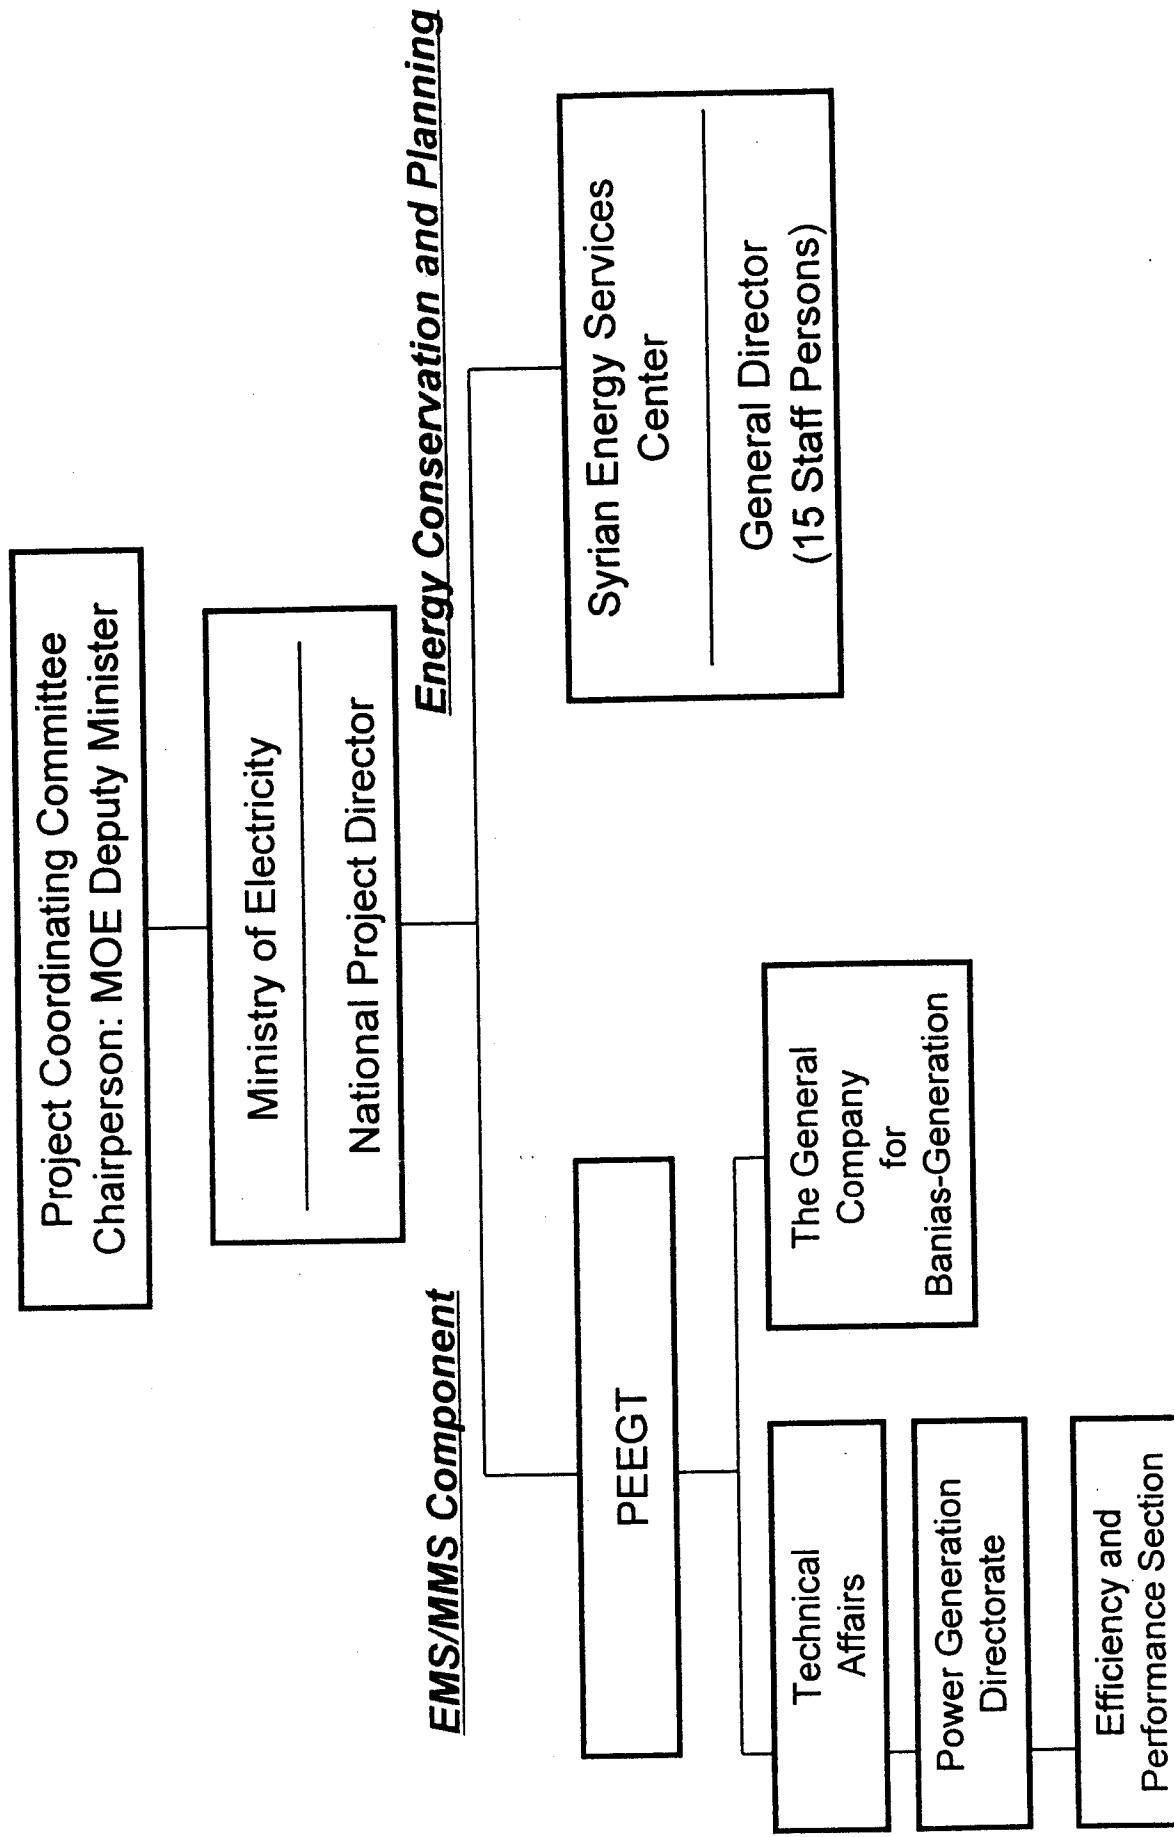 Project Coordinating Committee
Chairperson: MOE Deputy Minister
Ministry of Electricity
National Project Director
EMS/MMS Component
Energy Conservation and Planning
PEEGT
Syrian Energy Services
Center
General Director
(15 Staff Persons)
Technical
Affairs
The General
Company
for
Banias-Generation
Power Generation
Directorate
Efficiency and
Performance Section